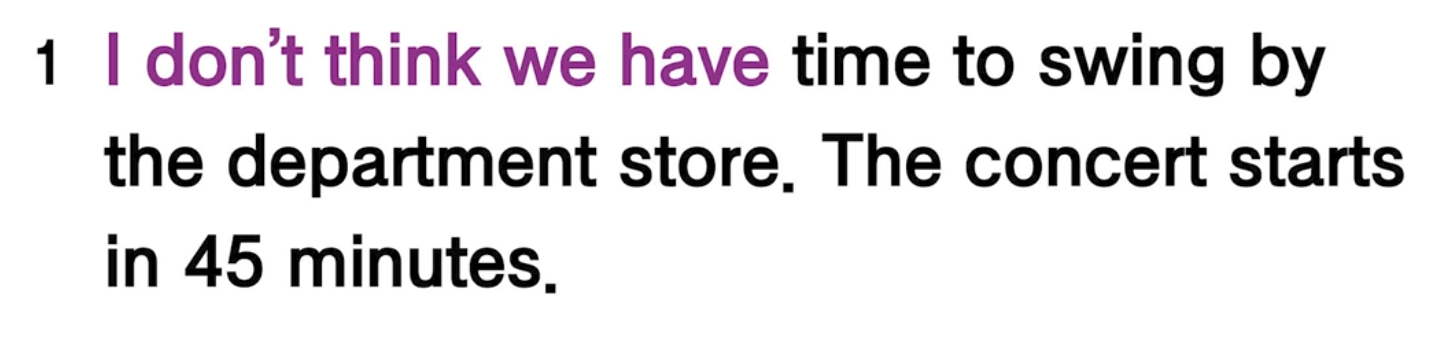 1 I don’t think we have time to swing by
the department store. The concert starts
in 45 minutes.